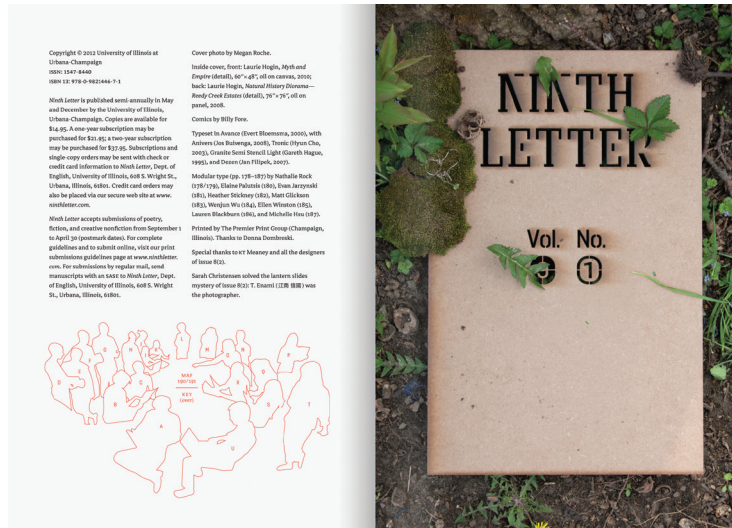 Copyright © 2012 University of Illinois at
Urbana-Champaign
ISSN: 1547-8440
ISBN 13: 978-0-9821446-7-1
Ninth Letter is published semi-annually in May
and December by the University of Illinois,
Urbana-Champaign. Copies are available for
$14.95. A one-year subscription may be
purchased for $21.95; a two-year subscription
may be purchased for $37.95. Subscriptions and
single-copy orders may be sent with check or
credit card information to Ninth Letter, Dept. of
English, University of Illinois, 608 S. Wright St.,
Urbana, Illinois, 61801. Credit card orders may
also be placed via our secure web site at www.
ninthletter.com.
Ninth Letter accepts submissions of poetry,
fiction, and creative nonfiction from September 1
to April 30 (postmark dates). For complete
guidelines and to submit online, visit our print
submissions guidelines page at www.ninthletter.
com. For submissions by regular mail, send
manuscripts with an SASE to Ninth Letter, Dept.
of English, University of Illinois, 608 S. Wright
St., Urbana, Illinois, 61801.
Cover photo by Megan Roche.
Inside cover, front: Laurie Hogin, Myth and
Empire (detail), 60" × 48", oil on canvas, 2010;
back: Laurie Hogin, Natural History Diorama—
Reedy Creek Estates (detail), 76" × 76", oil on
panel, 2008.
Comics by Billy Fore.
Typeset in Avance (Evert Bloemsma, 2000), with
Anivers (Jos Buivenga, 2008), Tronic (Hyun Cho,
2003), Granite Semi Stencil Light (Gareth Hague,
1995), and Dezen (Jan Filipek, 2007).
Modular type (pp. 178–187) by Nathalie Rock
(178/179), Elaine Palutsis (180), Evan Jarzynski
(181), Heather Stickney (182), Matt Glickson
(183), Wenjun Wu (184), Ellen Winston (185),
Lauren Blackburn (186), and Michelle Hsu (187).
Printed by The Premier Print Group (Champaign,
Illinois). Thanks to Donna Dombroski.
Special thanks to KT Meaney and all the designers
of issue 8(2).
Sarah Christensen solved the lantern slides
mystery of issue 8(2): T. Enami (江南 信國) was
the photographer.
MAP
190/191
KEY
(over)
A
B
C
D
E
F
G
H
L
M
P
Q
R
S
T
U
NINTH
LETTER
Vol. No.
9 1